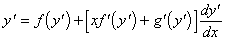 y′ = f(y′) + [xf′(y′) + g′(y′)] dy′/dx